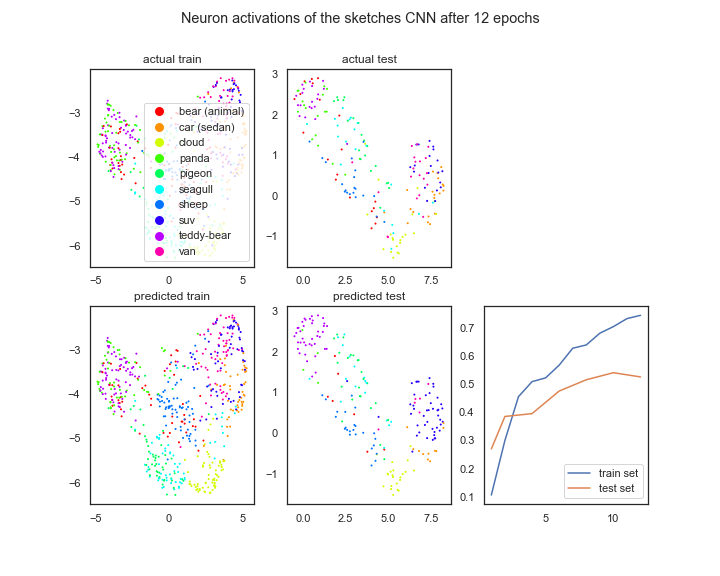 Neuron activations of the sketches CNN after 12 epochs
actual train
actual test
−3
−4
−5
−6
−5
0
5
bear (animal)
car (sedan)
cloud
panda
pigeon
seagull
sheep
suv
teddy-bear
van
3
2
1
0
−1
0.0
2.5
5.0
7.5
predicted train
predicted test
−3
−4
−5
−6
−5
0
5
3
2
1
0
−1
0.0
2.5
5.0
7.5
0.7
0.6
0.5
0.4
0.3
0.2
0.1
train set
test set
5
10